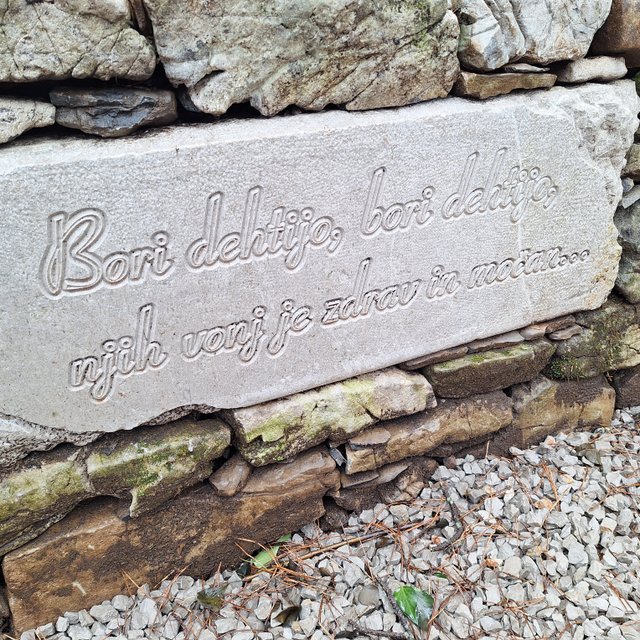 Bori dehtijo, bori dehtijo,
njih vonj je zdrav in močan...